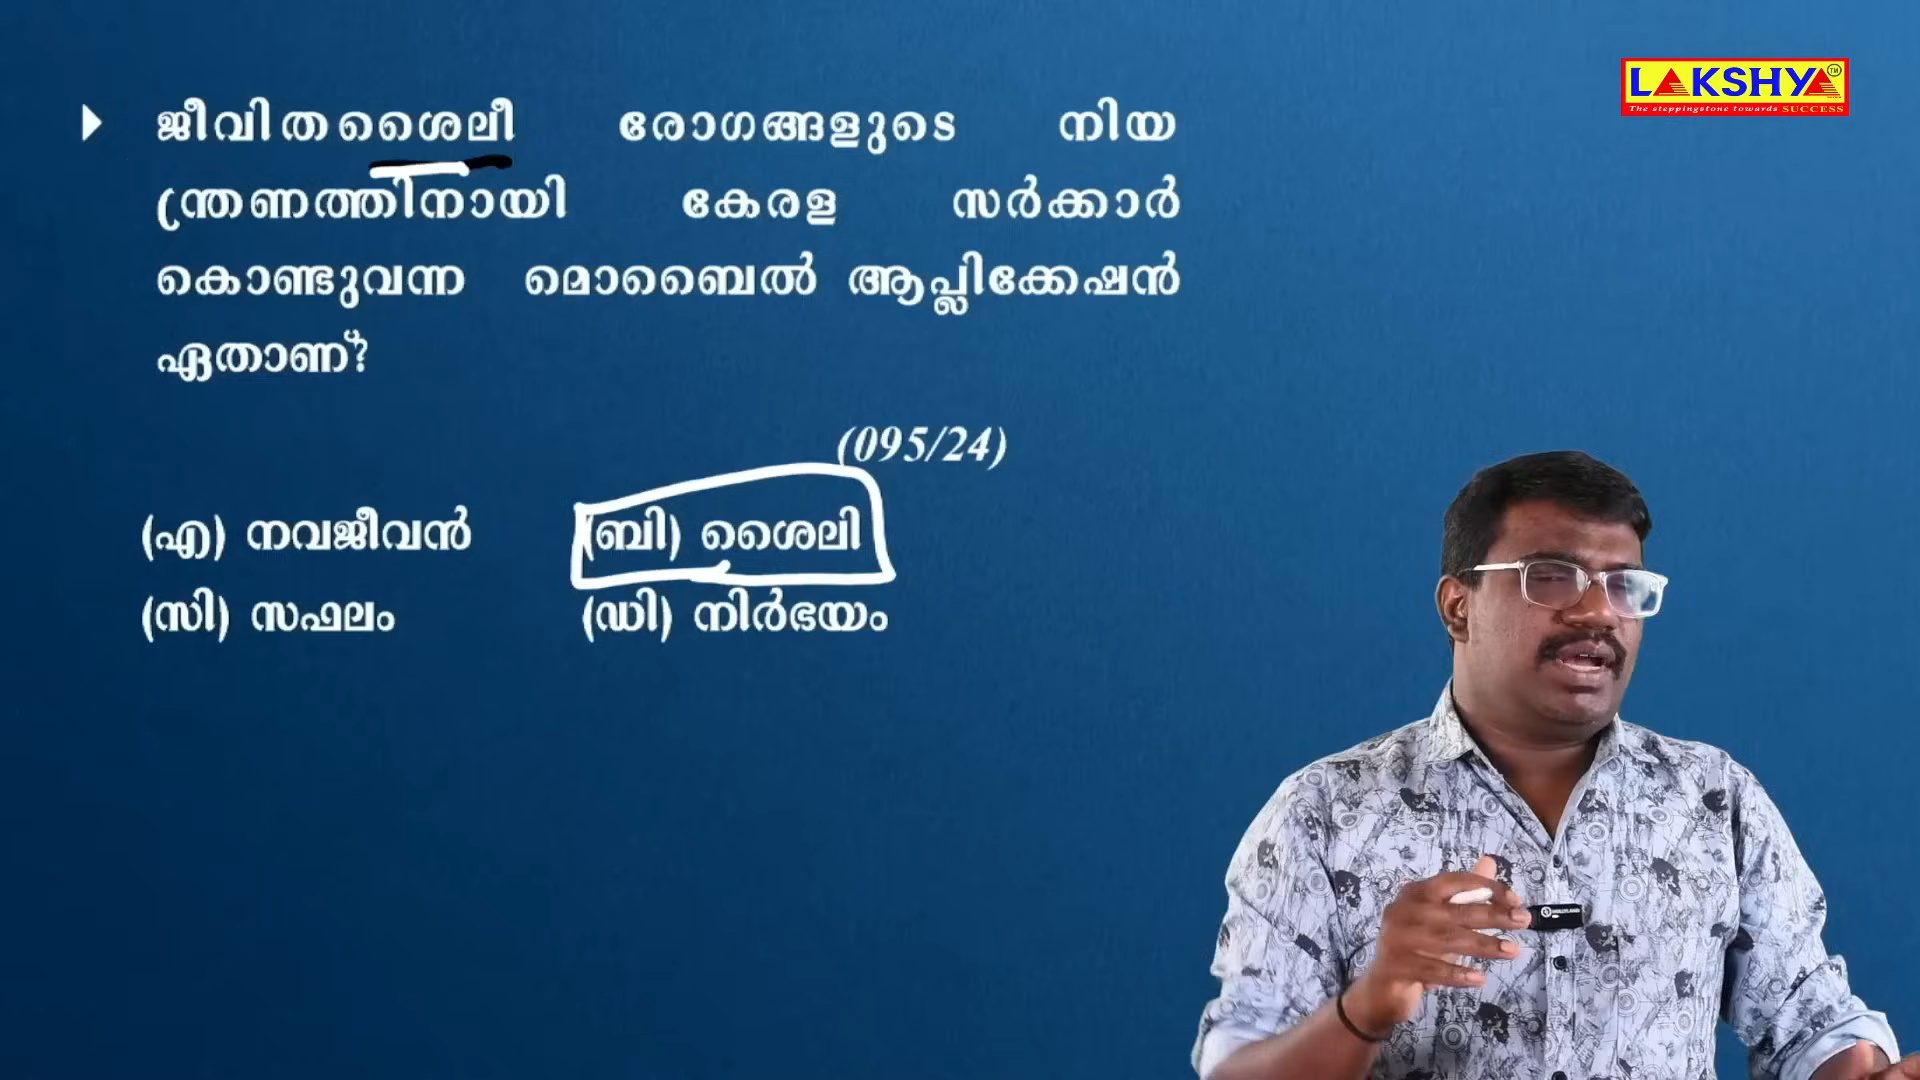 LAKSHYA™
The steppingstone towards SUCCESS
ജീവിതശൈലീ രോഗങ്ങളുടെ നിയ
ന്ത്രണത്തിനായി കേരള സർക്കാർ
കൊണ്ടുവന്ന മൊബൈൽ ആപ്ലിക്കേഷൻ
ഏതാണ്?
(095/24)
(എ) നവജീവൻ (ബി) ശൈലി
(സി) സഫലം (ഡി) നിർഭയം